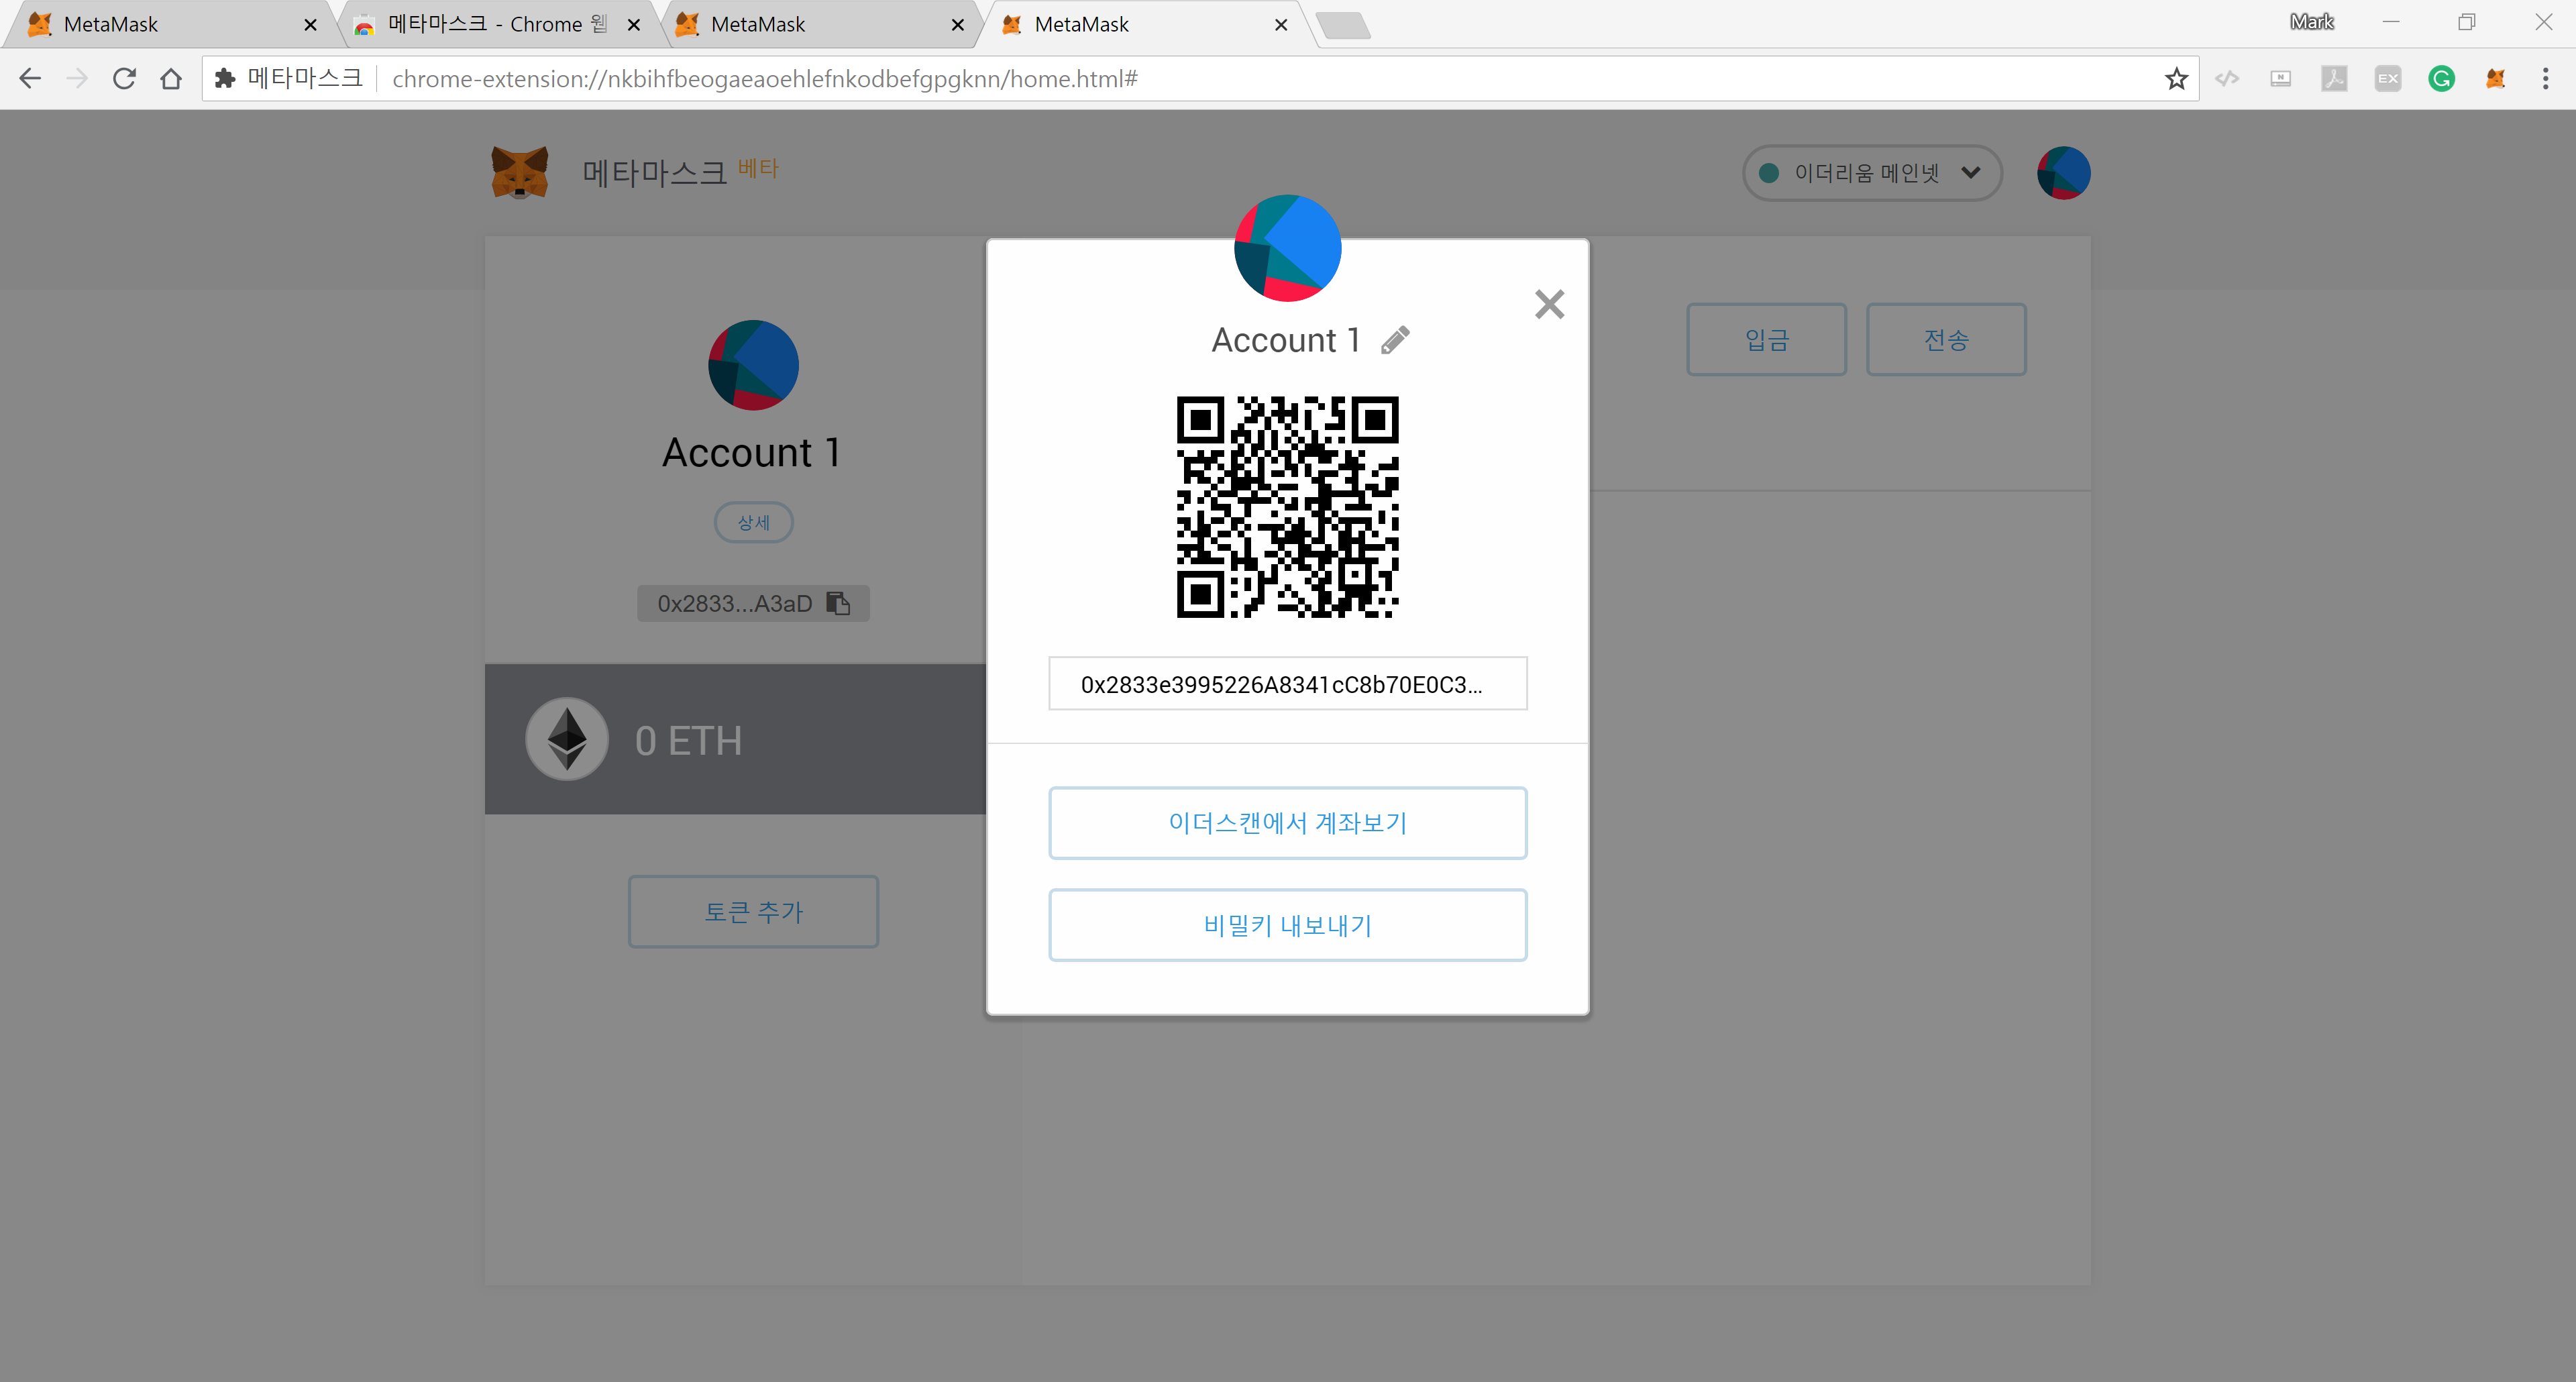 MetaMask
메타마스크 - Chrome 웹
MetaMask
MetaMask
Mark
메타마스크
chrome-extension://nkbihfbeogaeaoehlefnkodbefgpgknn/home.html#
EX
메타마스크 베타
이더리움 메인넷
Account 1
상세
0x2833...A3aD
0 ETH
토큰 추가
Account 1
0x2833e3995226A8341cC8b70E0C3...
이더스캔에서 계좌보기
비밀키 내보내기
입금
전송